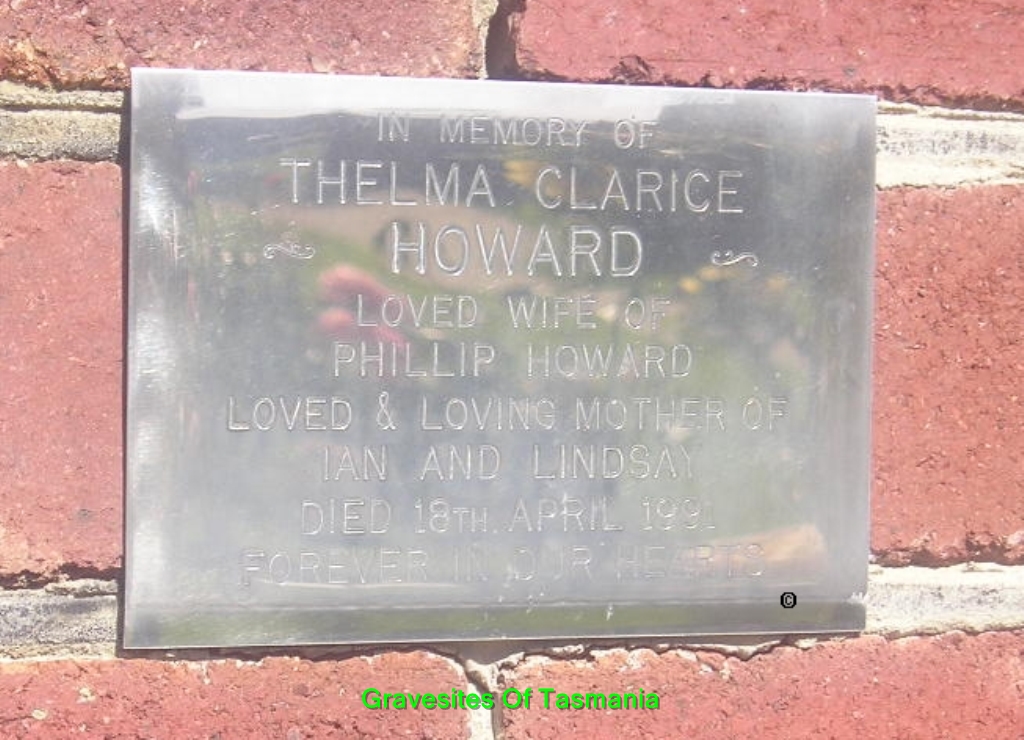 IN MEMORY OF
THELMA CLARICE
HOWARD
LOVED WIFE OF
PHILLIP HOWARD
LOVED & LOVING MOTHER OF
IAN AND LINDSAY
DIED 18TH. APRIL 1991
FOREVER IN OUR HEARTS
©
Gravesites Of Tasmania